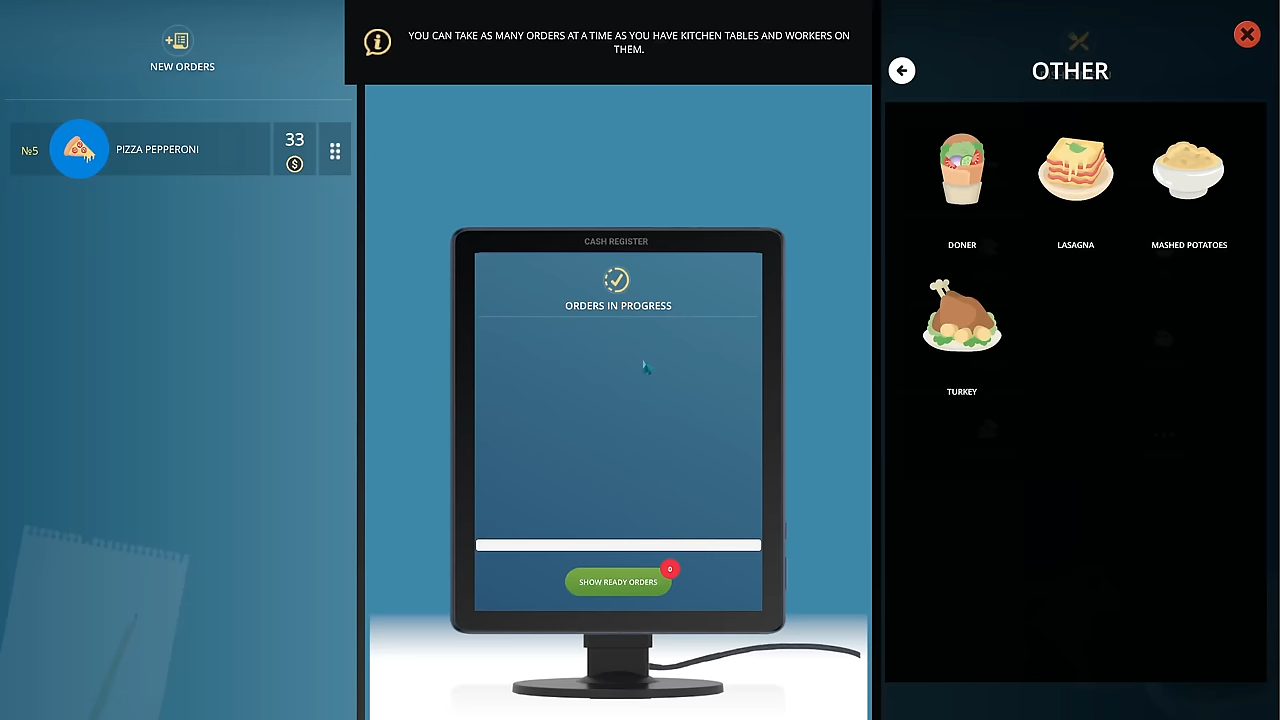 NEW ORDERS
№5
PIZZA PEPPERONI
33
YOU CAN TAKE AS MANY ORDERS AT A TIME AS YOU HAVE KITCHEN TABLES AND WORKERS ON
THEM.
CASH REGISTER
ORDERS IN PROGRESS
SHOW READY ORDERS
0
OTHER
DONER
LASAGNA
MASHED POTATOES
TURKEY